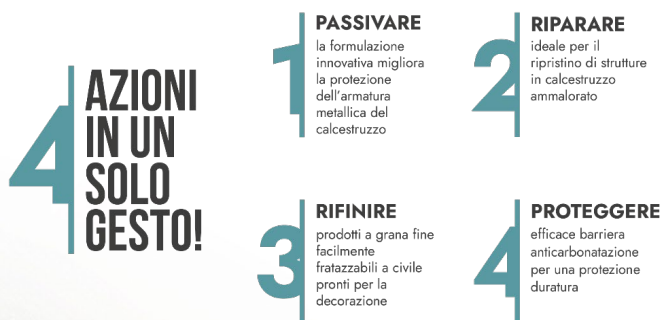 4
AZIONI
IN UN
SOLO
GESTO!
1
PASSIVARE
la formulazione
innovativa migliora
la protezione
dell'armatura
metallica del
calcestruzzo
2
RIPARARE
ideale per il
ripristino di strutture
in calcestruzzo
ammalorato
3
RIFINIRE
prodotti a grana fine
facilmente
fratazzabili a civile
pronti per la
decorazione
4
PROTEGGERE
efficace barriera
anticarbonatazione
per una protezione
duratura